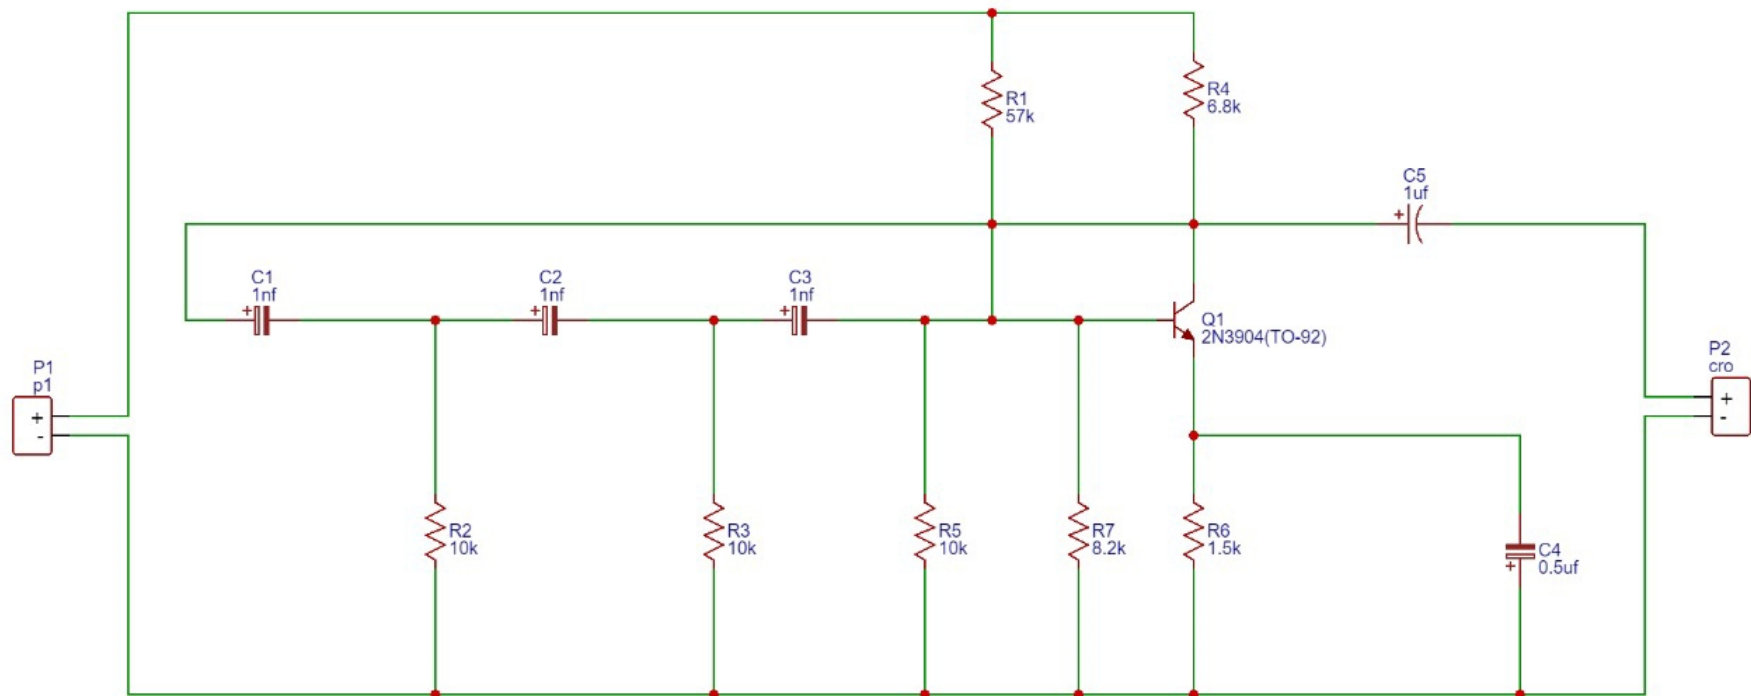 R1
57k
R4
6.8k
C5
1uf
+
C1
1nf
+
C2
1nf
+
C3
1nf
+
Q1
2N3904(TO-92)
P1
p1
+
-
P2
cro
+
-
R2
10k
R3
10k
R5
10k
R7
8.2k
R6
1.5k
C4
0.5uf
+